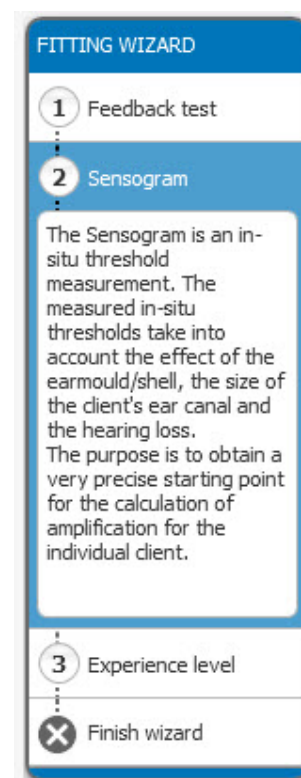 FITTING WIZARD
1 Feedback test
2 Sensogram
The Sensogram is an in-
situ threshold
measurement. The
measured in-situ
thresholds take into
account the effect of the
earmould/shell, the size of
the client's ear canal and
the hearing loss.
The purpose is to obtain a
very precise starting point
for the calculation of
amplification for the
individual client.
3 Experience level
Finish wizard